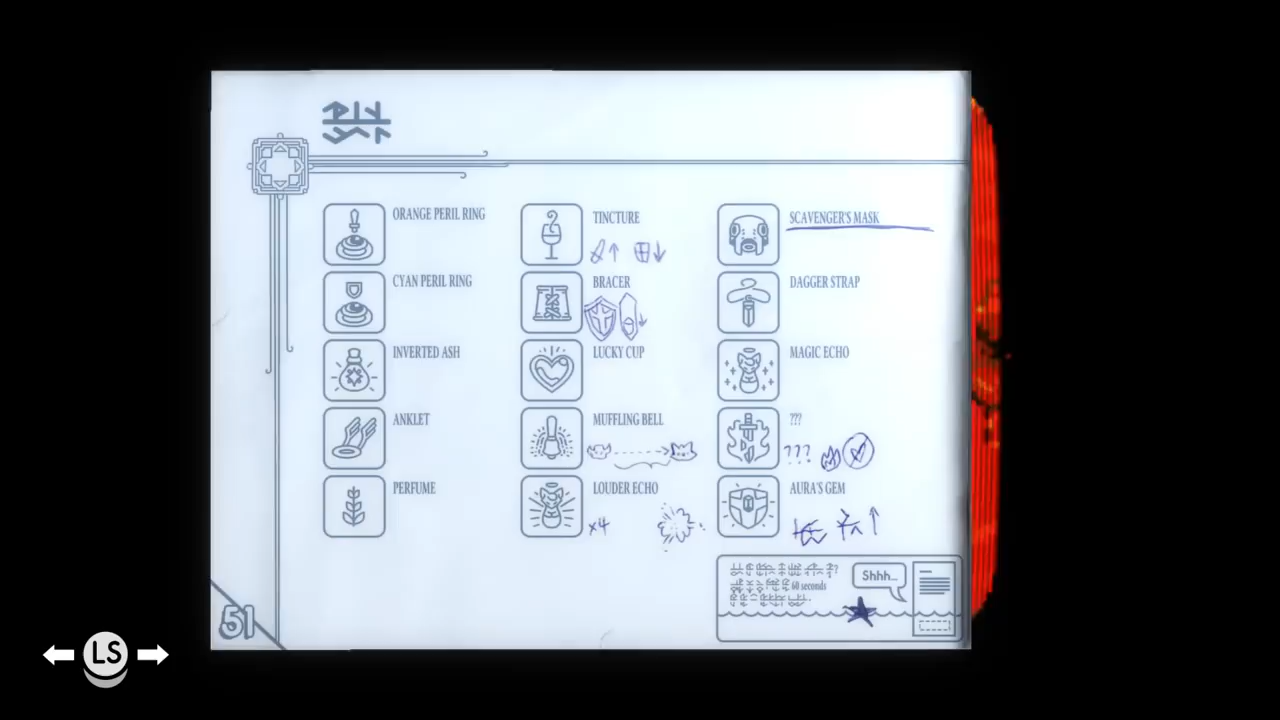 ORANGE PERIL RING
CYAN PERIL RING
INVERTED ASH
ANKLET
PERFUME
TINCTURE
BRACER
LUCKY CUP
MUFFLING BELL
LOUDER ECHO
x4
SCAVENGER'S MASK
DAGGER STRAP
MAGIC ECHO
???
???
AURA'S GEM
60 seconds
Shhh...
51
LS